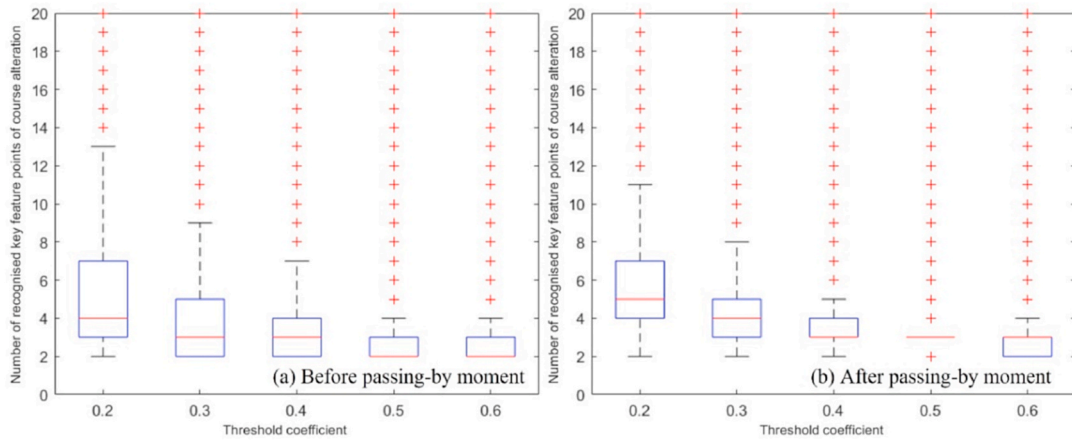 Number of recognised key feature points of course alteration
20
18
16
14
12
10
8
6
4
2
0
(a) Before passing-by moment
0.2 0.3 0.4 0.5 0.6
Threshold coefficient
Number of recognised key feature points of course alteration
20
18
16
14
12
10
8
6
4
2
0
(b) After passing-by moment
0.2 0.3 0.4 0.5 0.6
Threshold coefficient